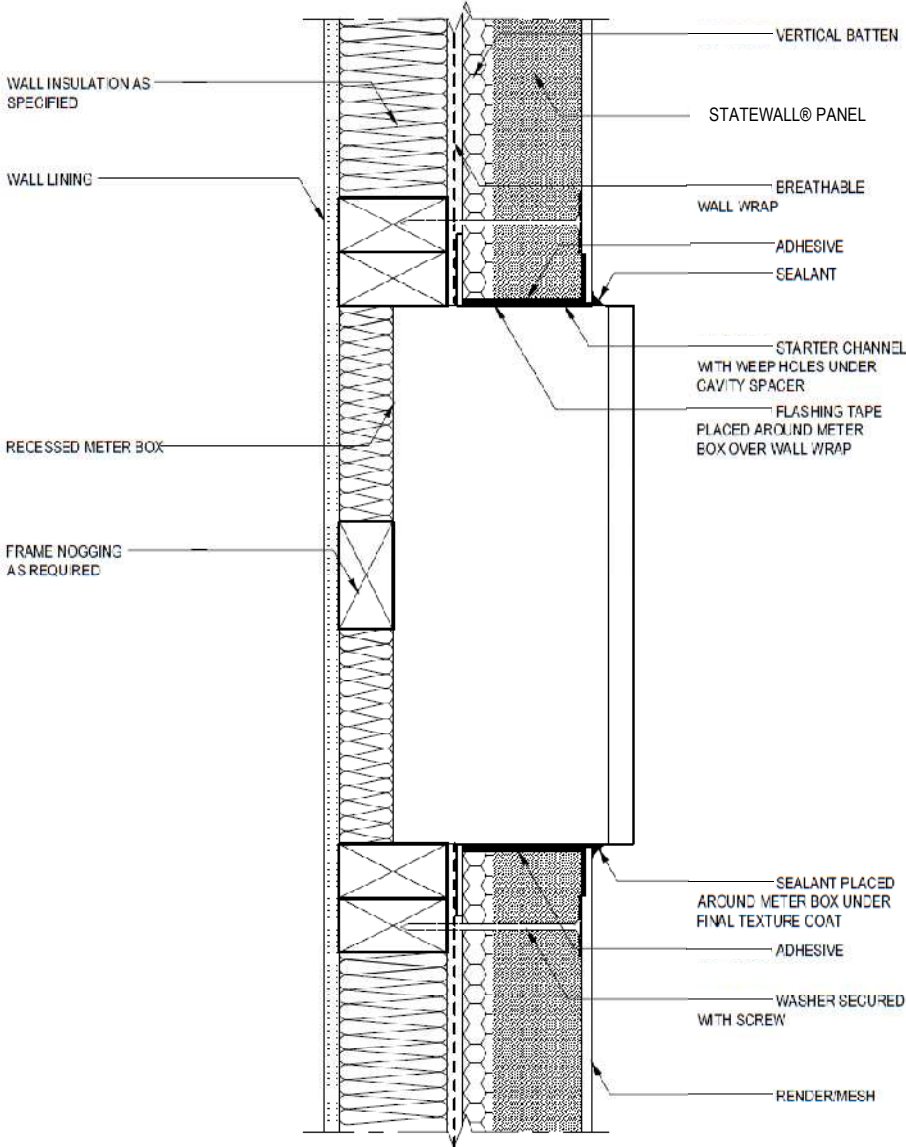 WALL INSULATION AS
SPECIFIED
WALL LINING
RECESSED METER BOX
FRAME NOGGING
AS REQUIRED
VERTICAL BATTEN
STATEWALL® PANEL
BREATHABLE
WALL WRAP
ADHESIVE
SEALANT
STARTER CHANNEL
WITH WEEP HOLES UNDER
CAVITY SPACER
FLASHING TAPE
PLACED AROUND METER
BOX OVER WALL WRAP
SEALANT PLACED
AROUND METER BOX UNDER
FINAL TEXTURE COAT
ADHESIVE
WASHER SECURED
WITH SCREW
RENDER/MESH